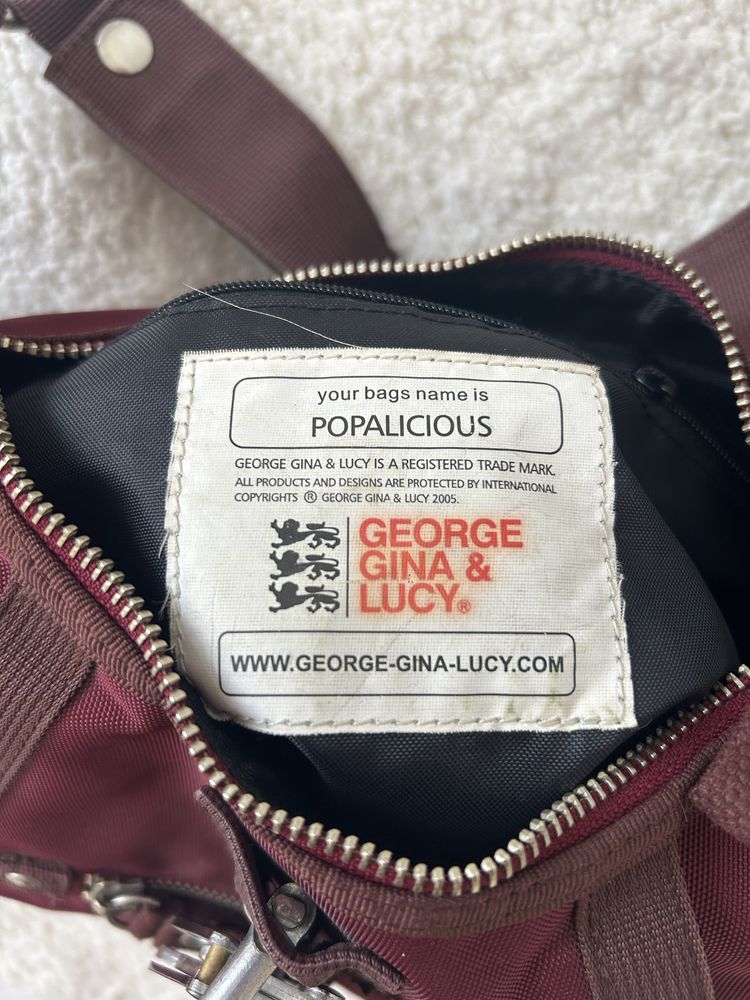 your bags name is
POPALICIOUS
GEORGE GINA & LUCY IS A REGISTERED TRADE MARK.
ALL PRODUCTS AND DESIGNS ARE PROTECTED BY INTERNATIONAL
COPYRIGHTS ® GEORGE GINA & LUCY 2005.
GEORGE
GINA &
LUCY®
WWW.GEORGE-GINA-LUCY.COM